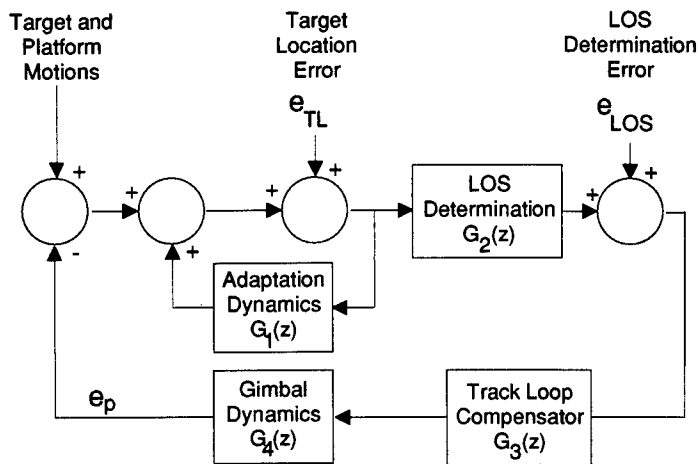 Target and
Platform
Motions
Target
Location
Error
e_TL
LOS
Determination
Error
e_LOS
+
+
+
+
+
+
-
+
LOS
Determination
G_2(z)
Adaptation
Dynamics
G_1(z)
e_p
Gimbal
Dynamics
G_4(z)
Track Loop
Compensator
G_3(z)